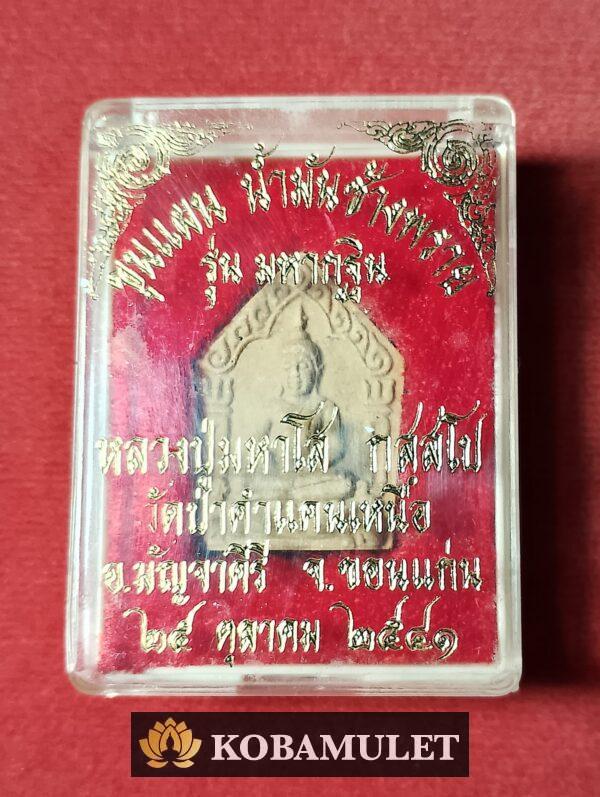 ขุนแผน น้ำมันช้างพราย
รุ่น มหากฐิน
หลวงปู่มหาโส กสฺสโป
วัดป่าคำแคนเหนือ
อ.มัญจาคีรี จ.ขอนแก่น
๒๕ ตุลาคม ๒๕๔๑
KOBAMULET